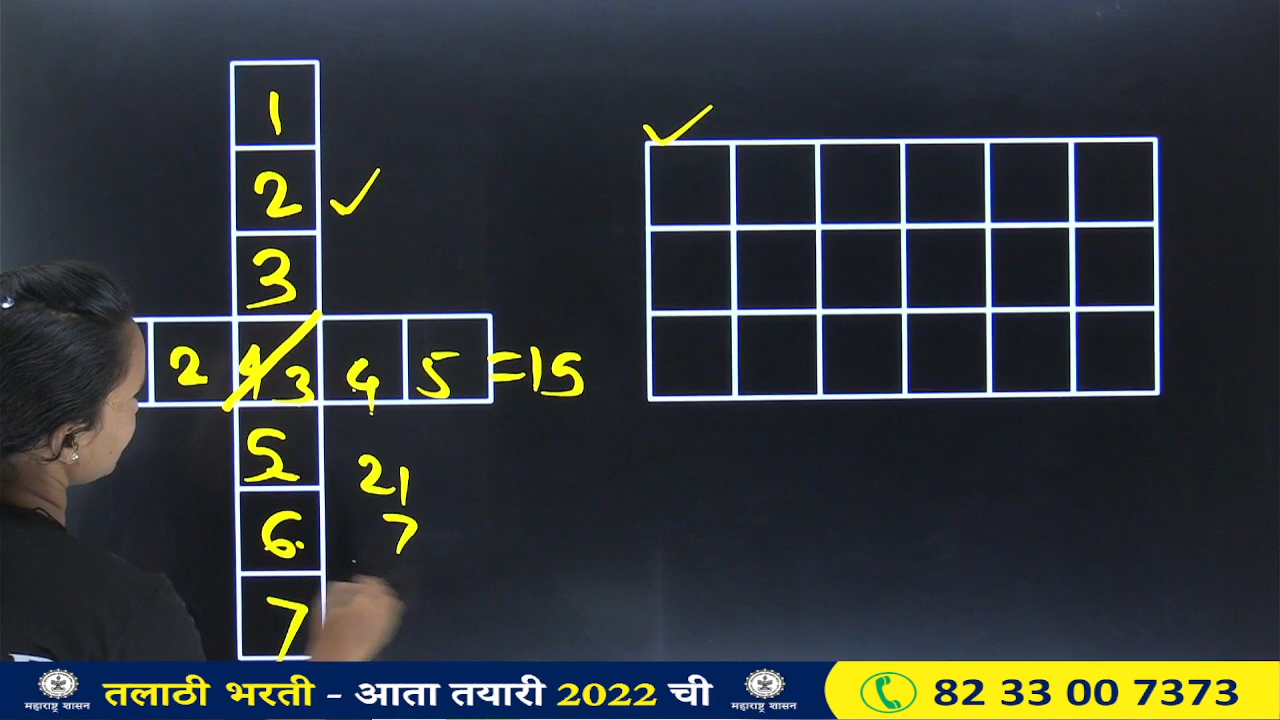 1
2
3
2 4 3 4 5 =15
5
21
6
7
7
महाराष्ट्र शासन
तलाठी भरती - आता तयारी 2022 ची
महाराष्ट्र शासन
82 33 00 7373